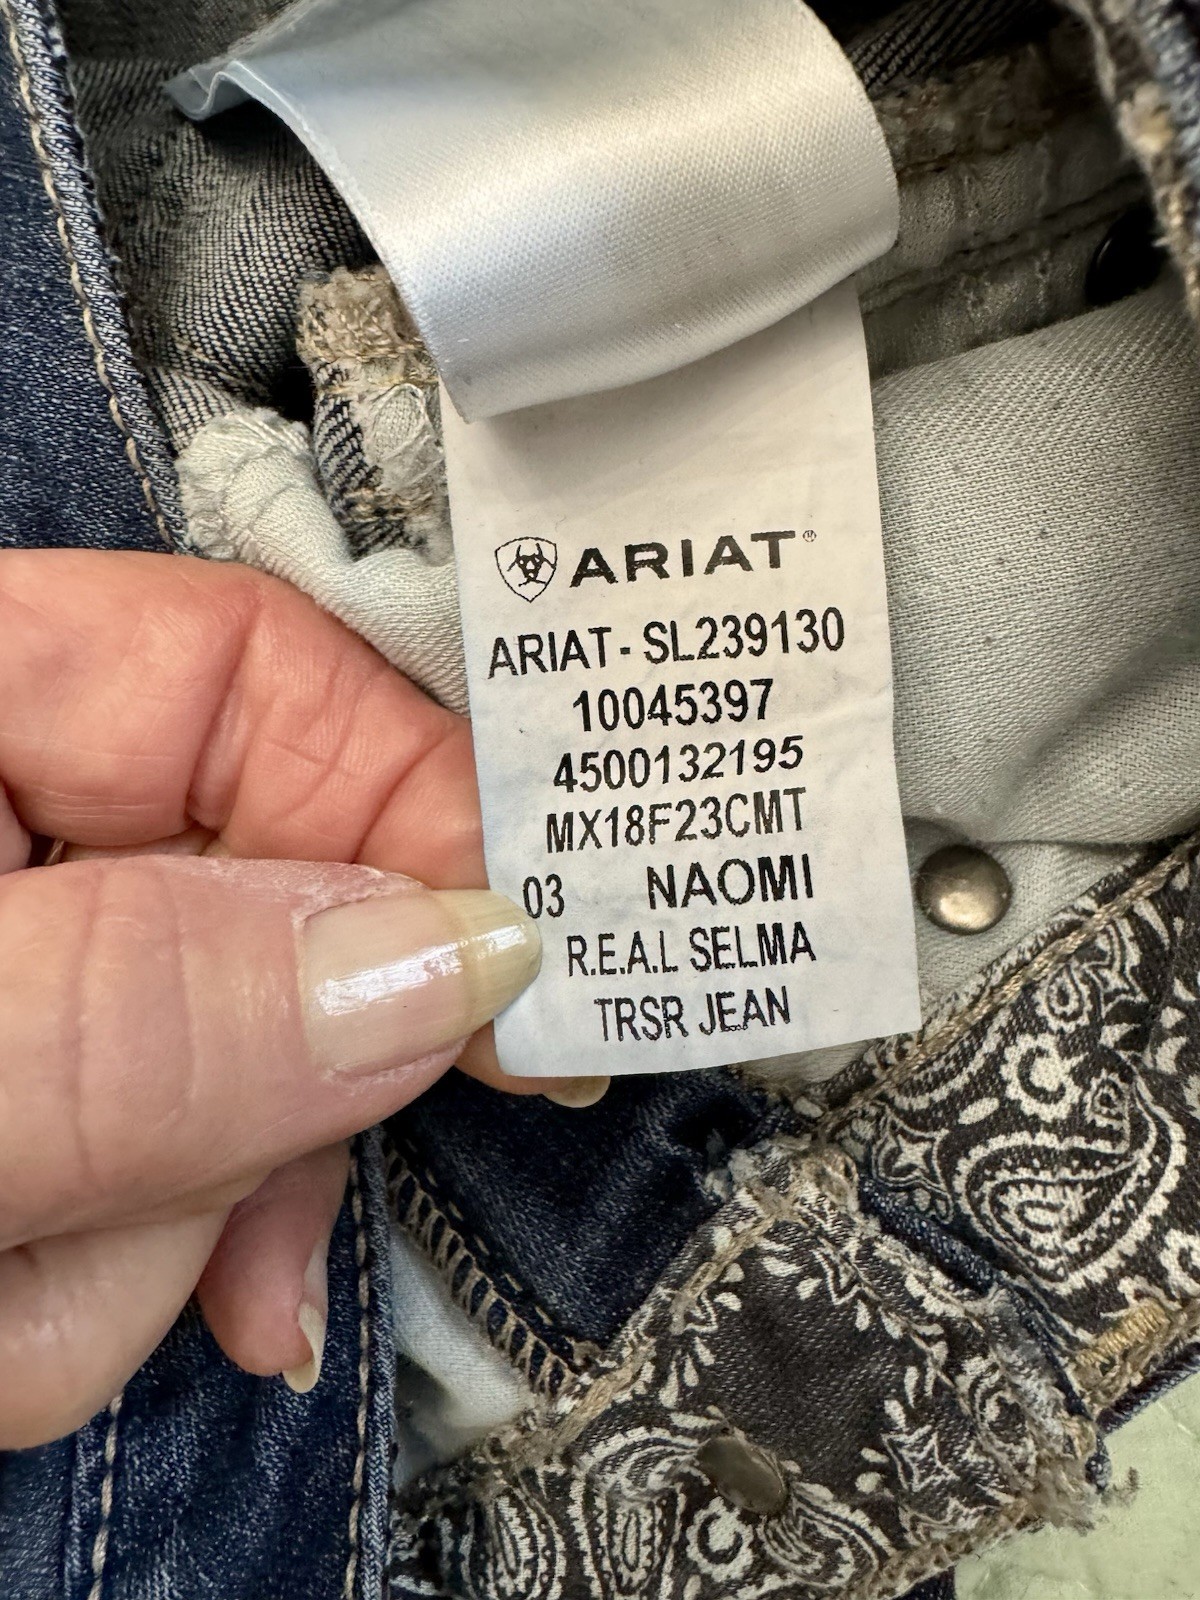 ARIAT®
ARIAT- SL239130
10045397
4500132195
MX18F23CMT
03 NAOMI
R.E.A.L SELMA
TRSR JEAN